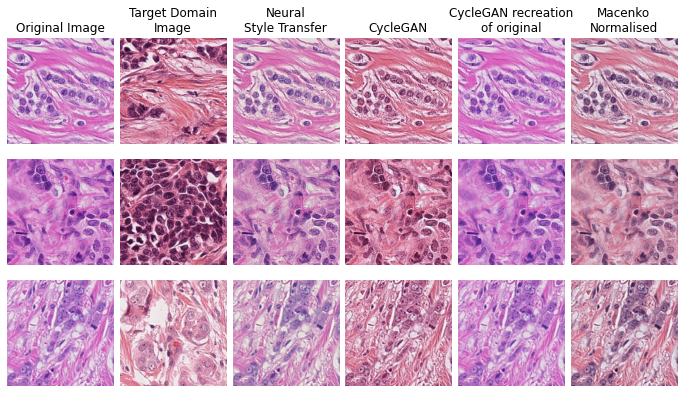 Original Image
Target Domain
Image
Neural
Style Transfer
CycleGAN
CycleGAN recreation
of original
Macenko
Normalised